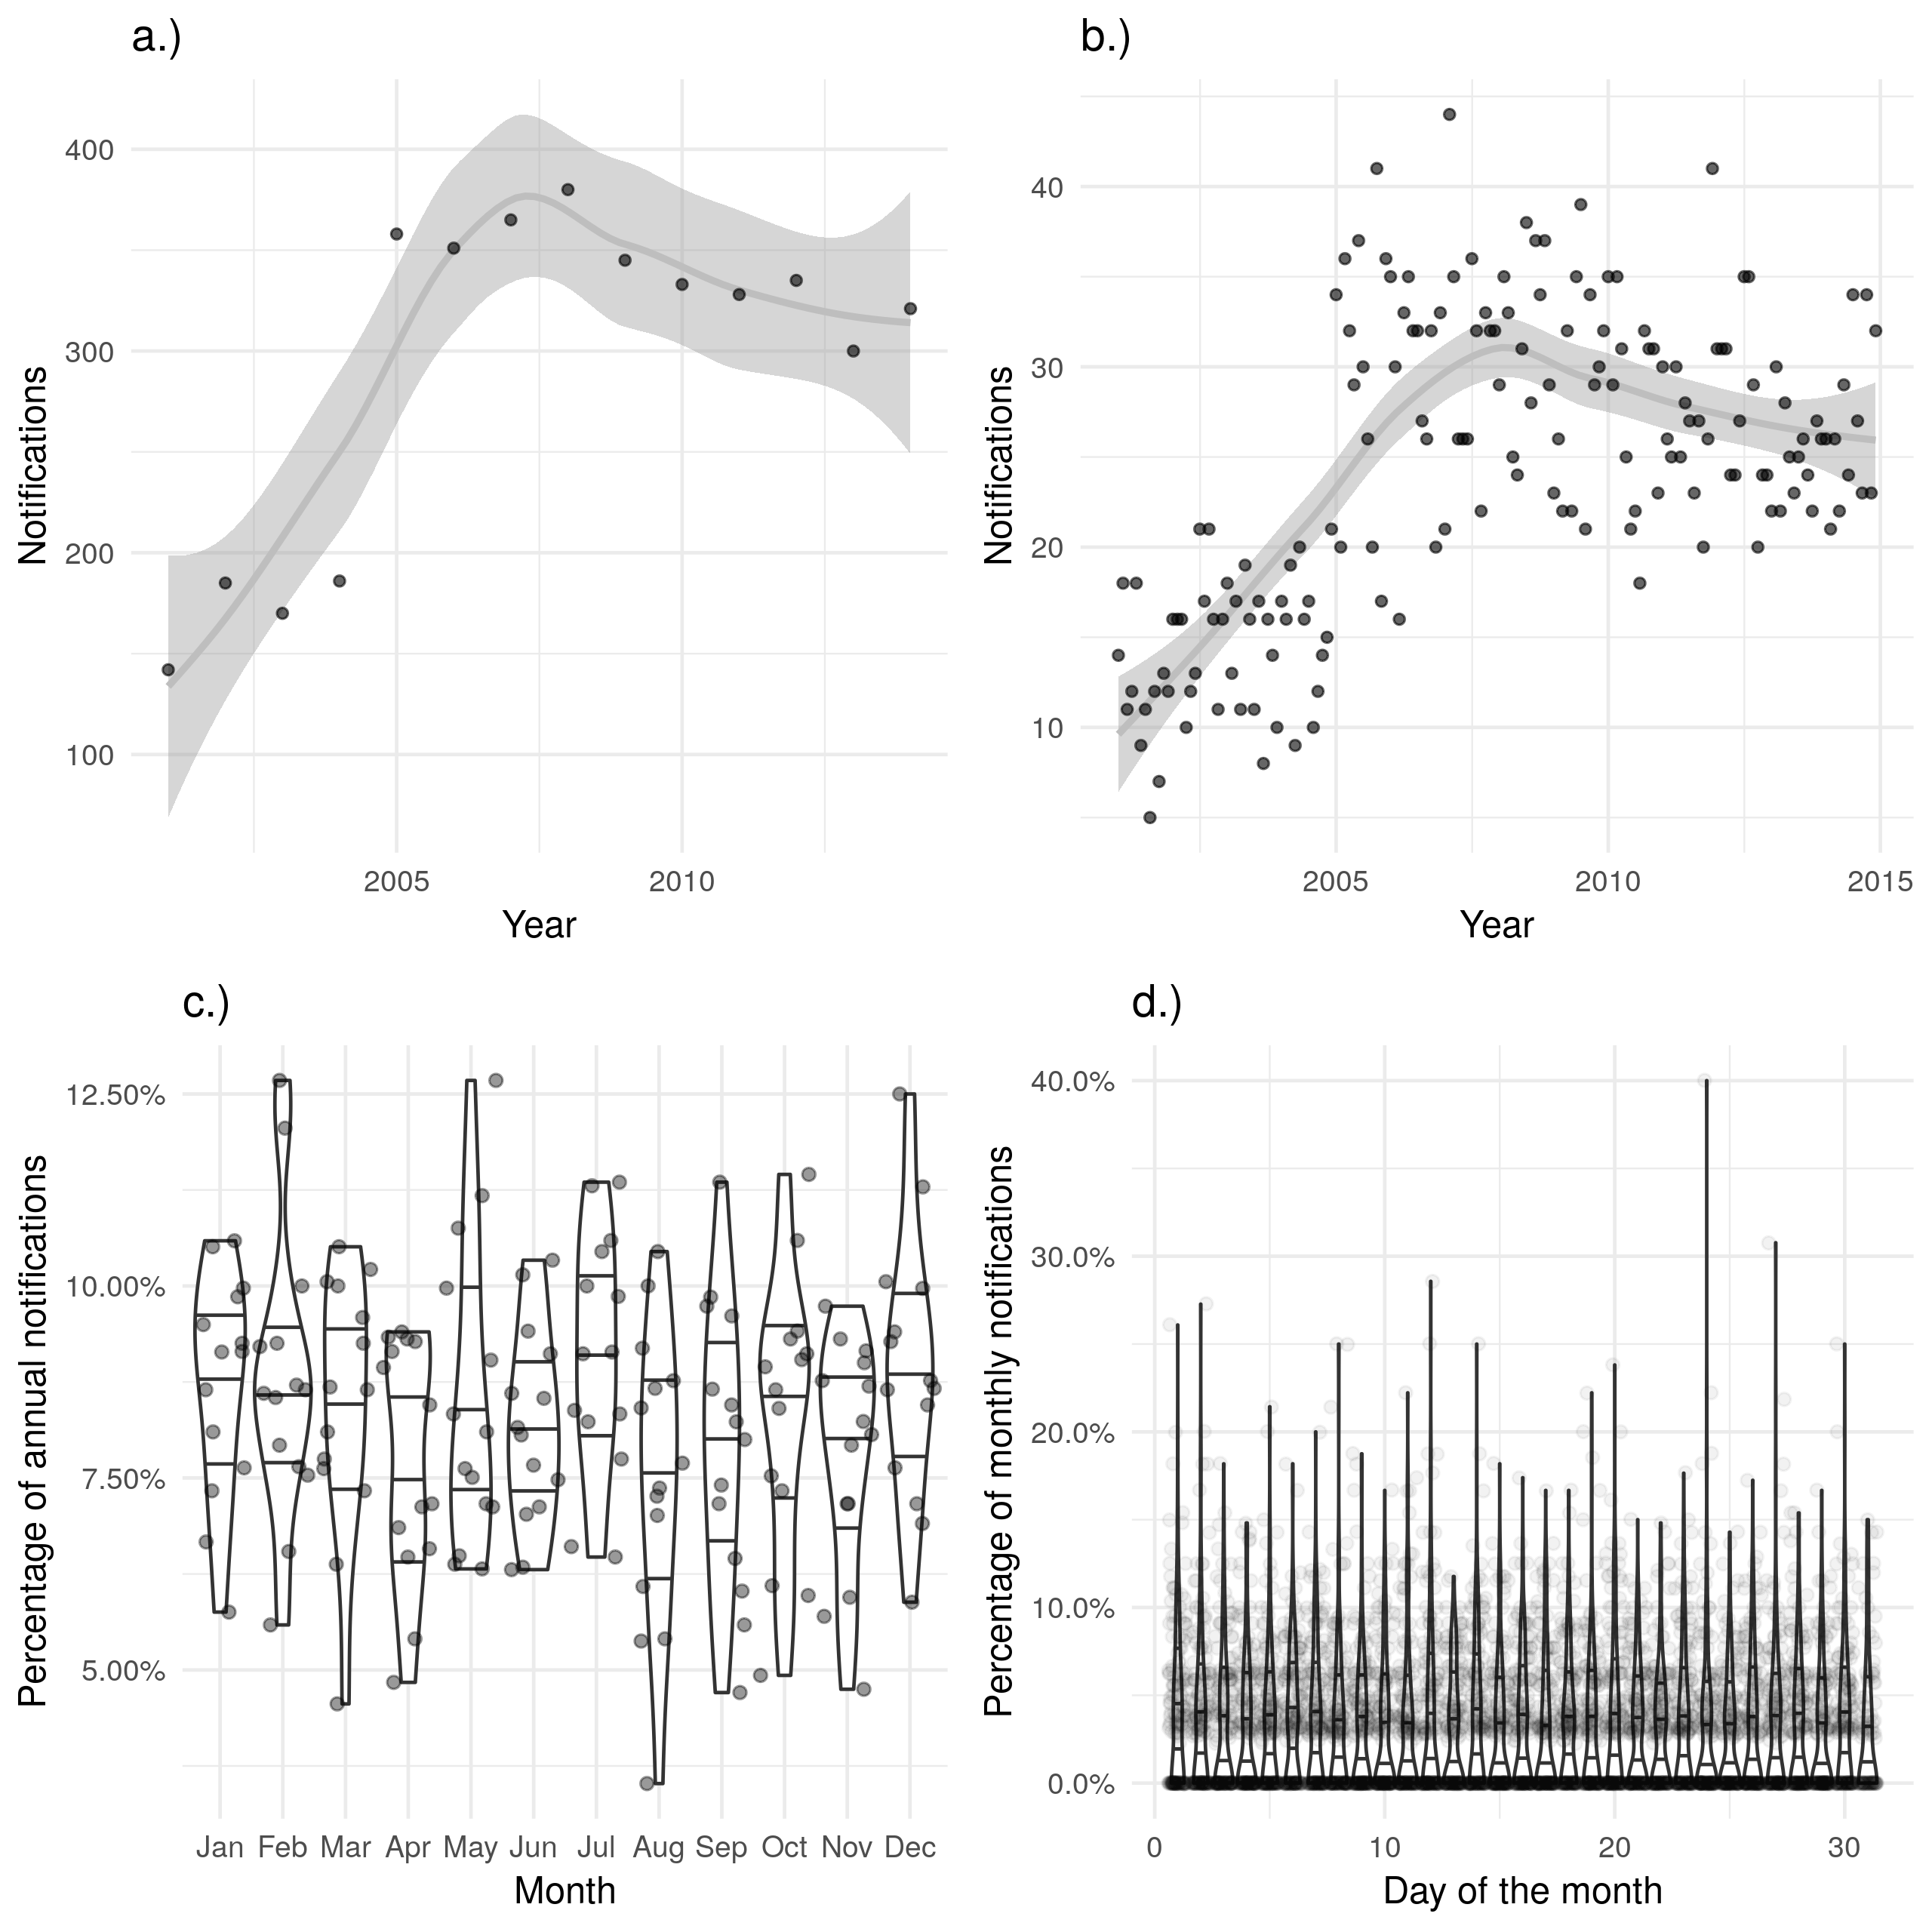 a.)
400
300
200
100
Notifications
2005 2010
Year
b.)
40
30
20
10
Notifications
2005 2010 2015
Year
c.)
12.50%
10.00%
7.50%
5.00%
Percentage of annual notifications
Jan Feb Mar Apr May Jun Jul Aug Sep Oct Nov Dec
Month
d.)
40.0%
30.0%
20.0%
10.0%
0.0%
Percentage of monthly notifications
0 10 20 30
Day of the month